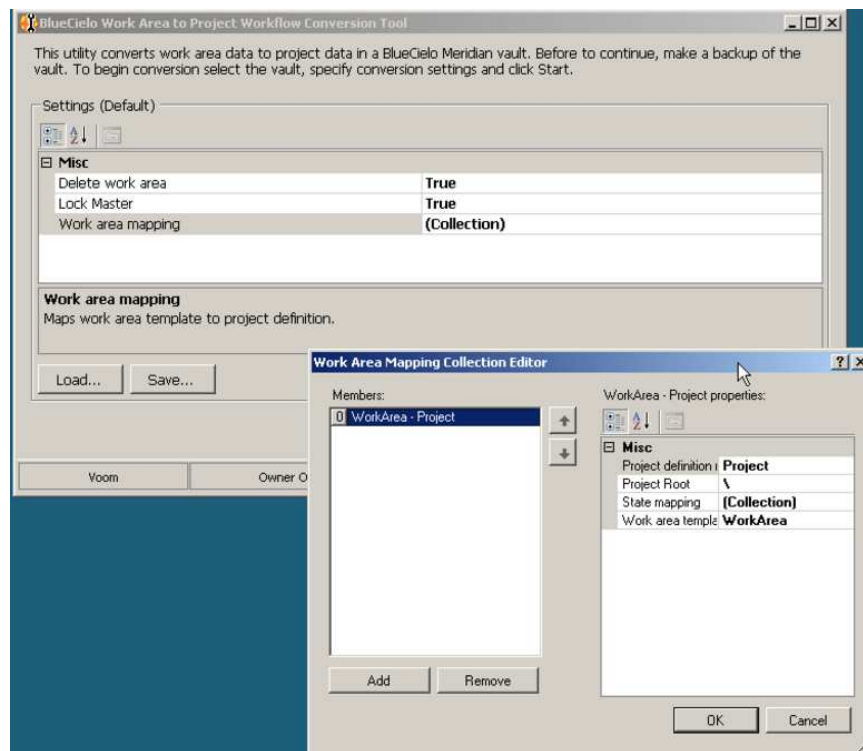 BlueCielo Work Area to Project Workflow Conversion Tool
This utility converts work area data to project data in a BlueCielo Meridian vault. Before to continue, make a backup of the
vault. To begin conversion select the vault, specify conversion settings and click Start.
Settings (Default)
Misc
Delete work area True
Lock Master True
Work area mapping (Collection)
Work area mapping
Maps work area template to project definition.
Load... Save...
Voom Owner O
Work Area Mapping Collection Editor
Members:
0 WorkArea - Project
Add Remove
WorkArea - Project properties:
Misc
Project definition Project
Project Root \
State mapping (Collection)
Work area templa WorkArea
OK Cancel